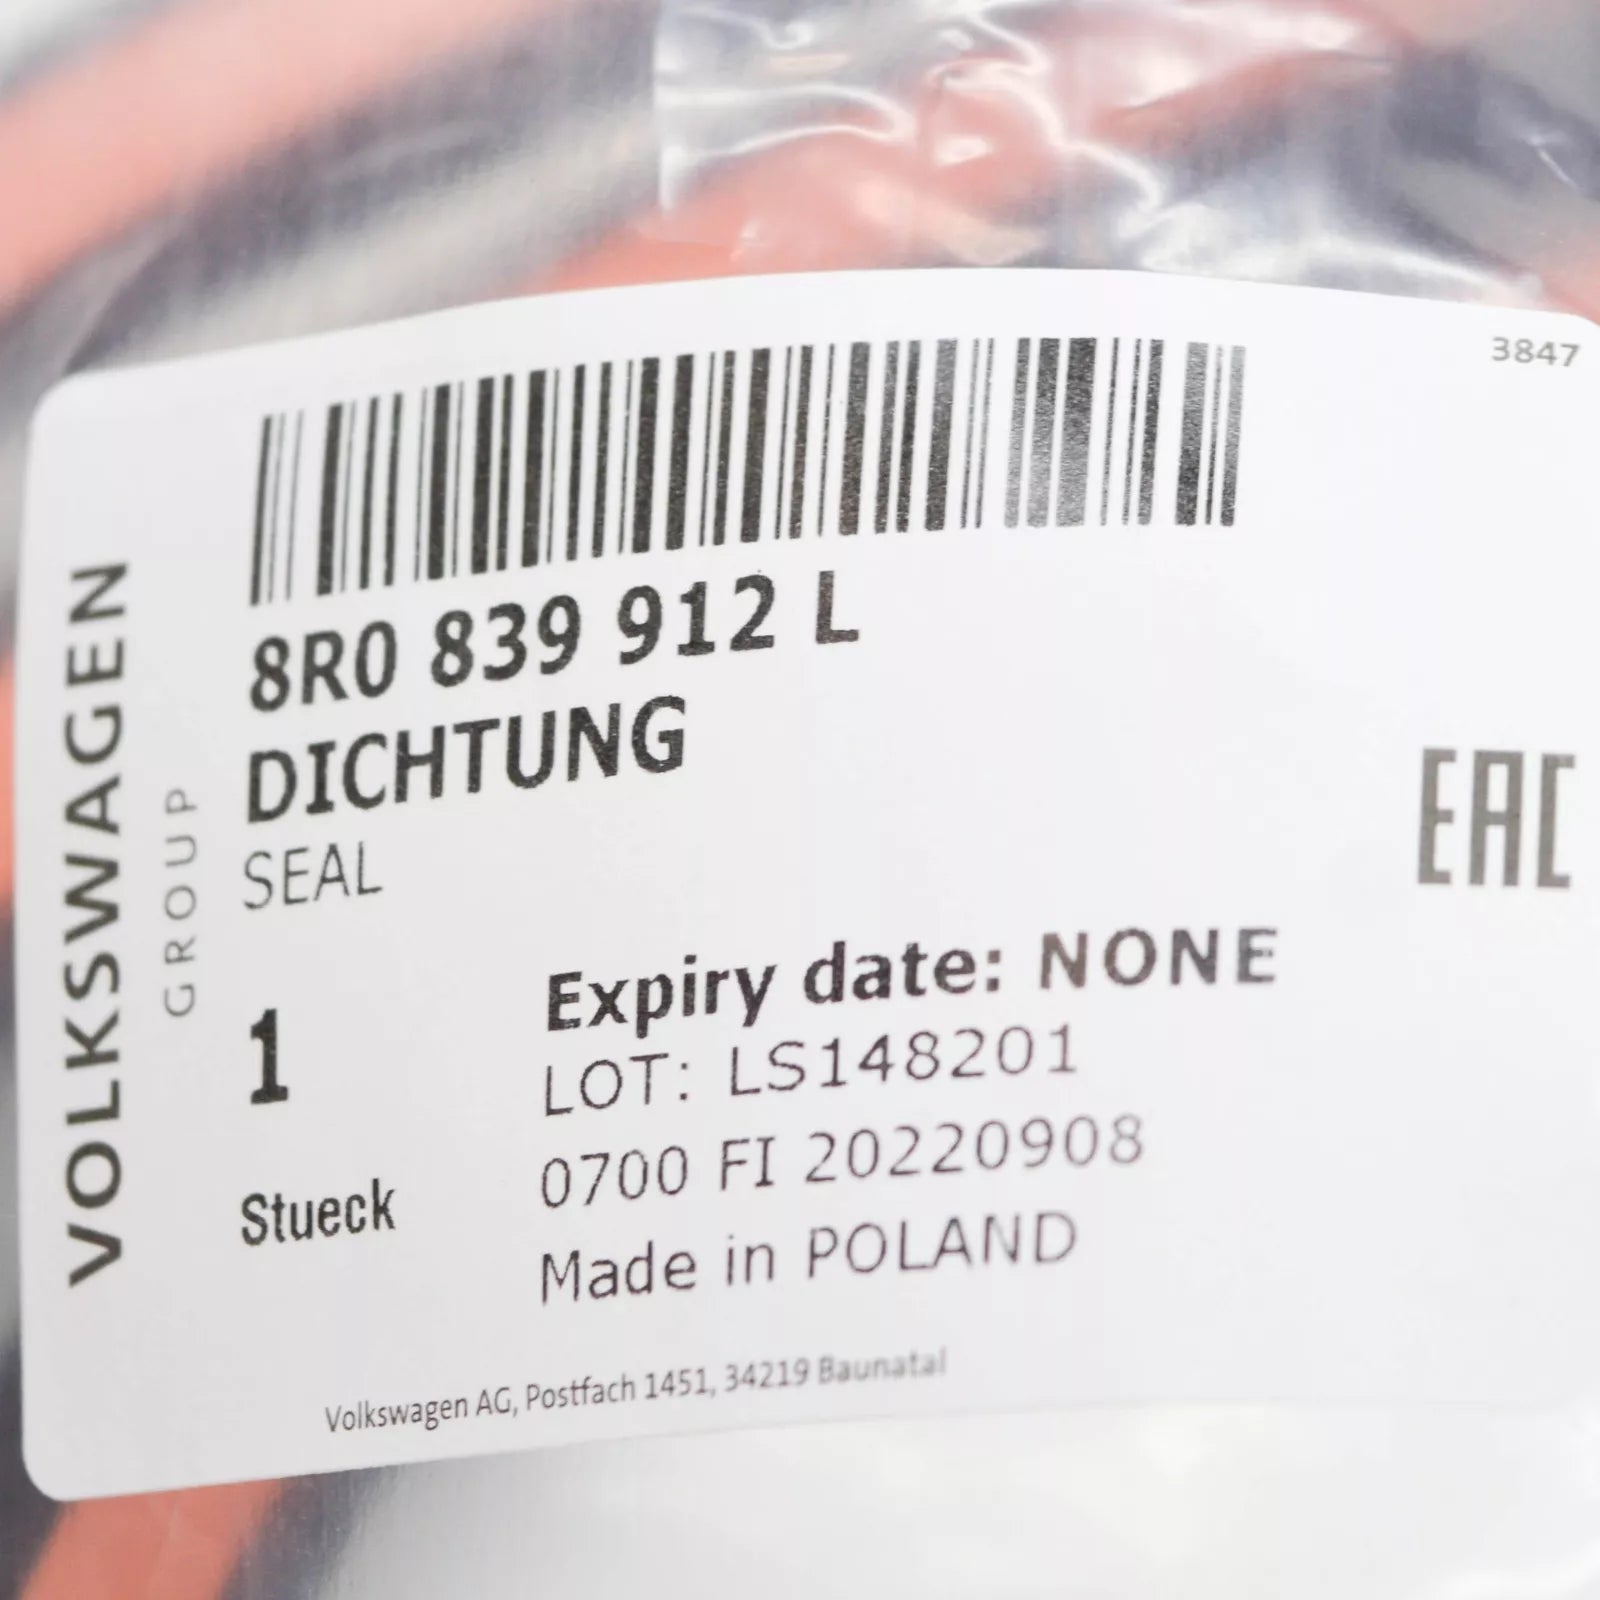 3847
8R0 839 912 L
DICHTUNG
SEAL
EAC
VOLKSWAGEN
GROUP
1
Stueck
Expiry date: NONE
LOT: LS148201
0700 FI 20220908
Made in POLAND
Volkswagen AG, Postfach 1451, 34219 Baunatal